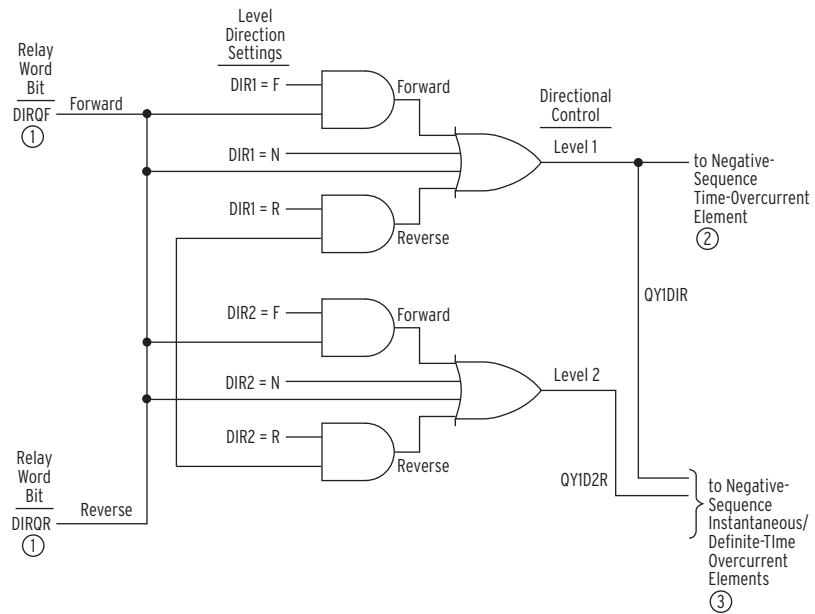 Level
Direction
Settings
Relay
Word
Bit
DIRQF
1
Forward
DIR1 = F
Forward
DIR1 = N
DIR1 = R
Reverse
Directional
Control
Level 1
to Negative-
Sequence
Time-Overcurrent
Element
2
QY1DIR
DIR2 = F
Forward
DIR2 = N
DIR2 = R
Reverse
Level 2
QY1D2R
Relay
Word
Bit
DIRQR
1
Reverse
to Negative-
Sequence
Instantaneous/
Definite-TIme
Overcurrent
Elements
3